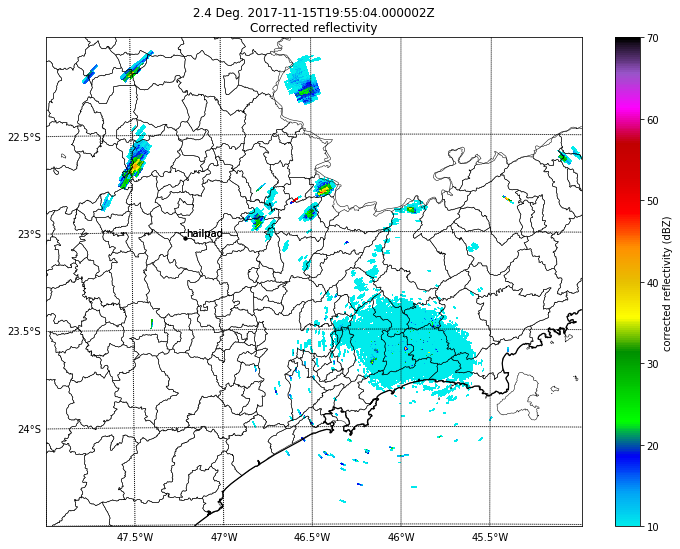 2.4 Deg. 2017-11-15T19:55:04.000002Z
Corrected reflectivity
70
60
50
40
30
20
10
corrected reflectivity (dBZ)
22.5°S
23°S
23.5°S
24°S
hailpad
47.5°W
47°W
46.5°W
46°W
45.5°W